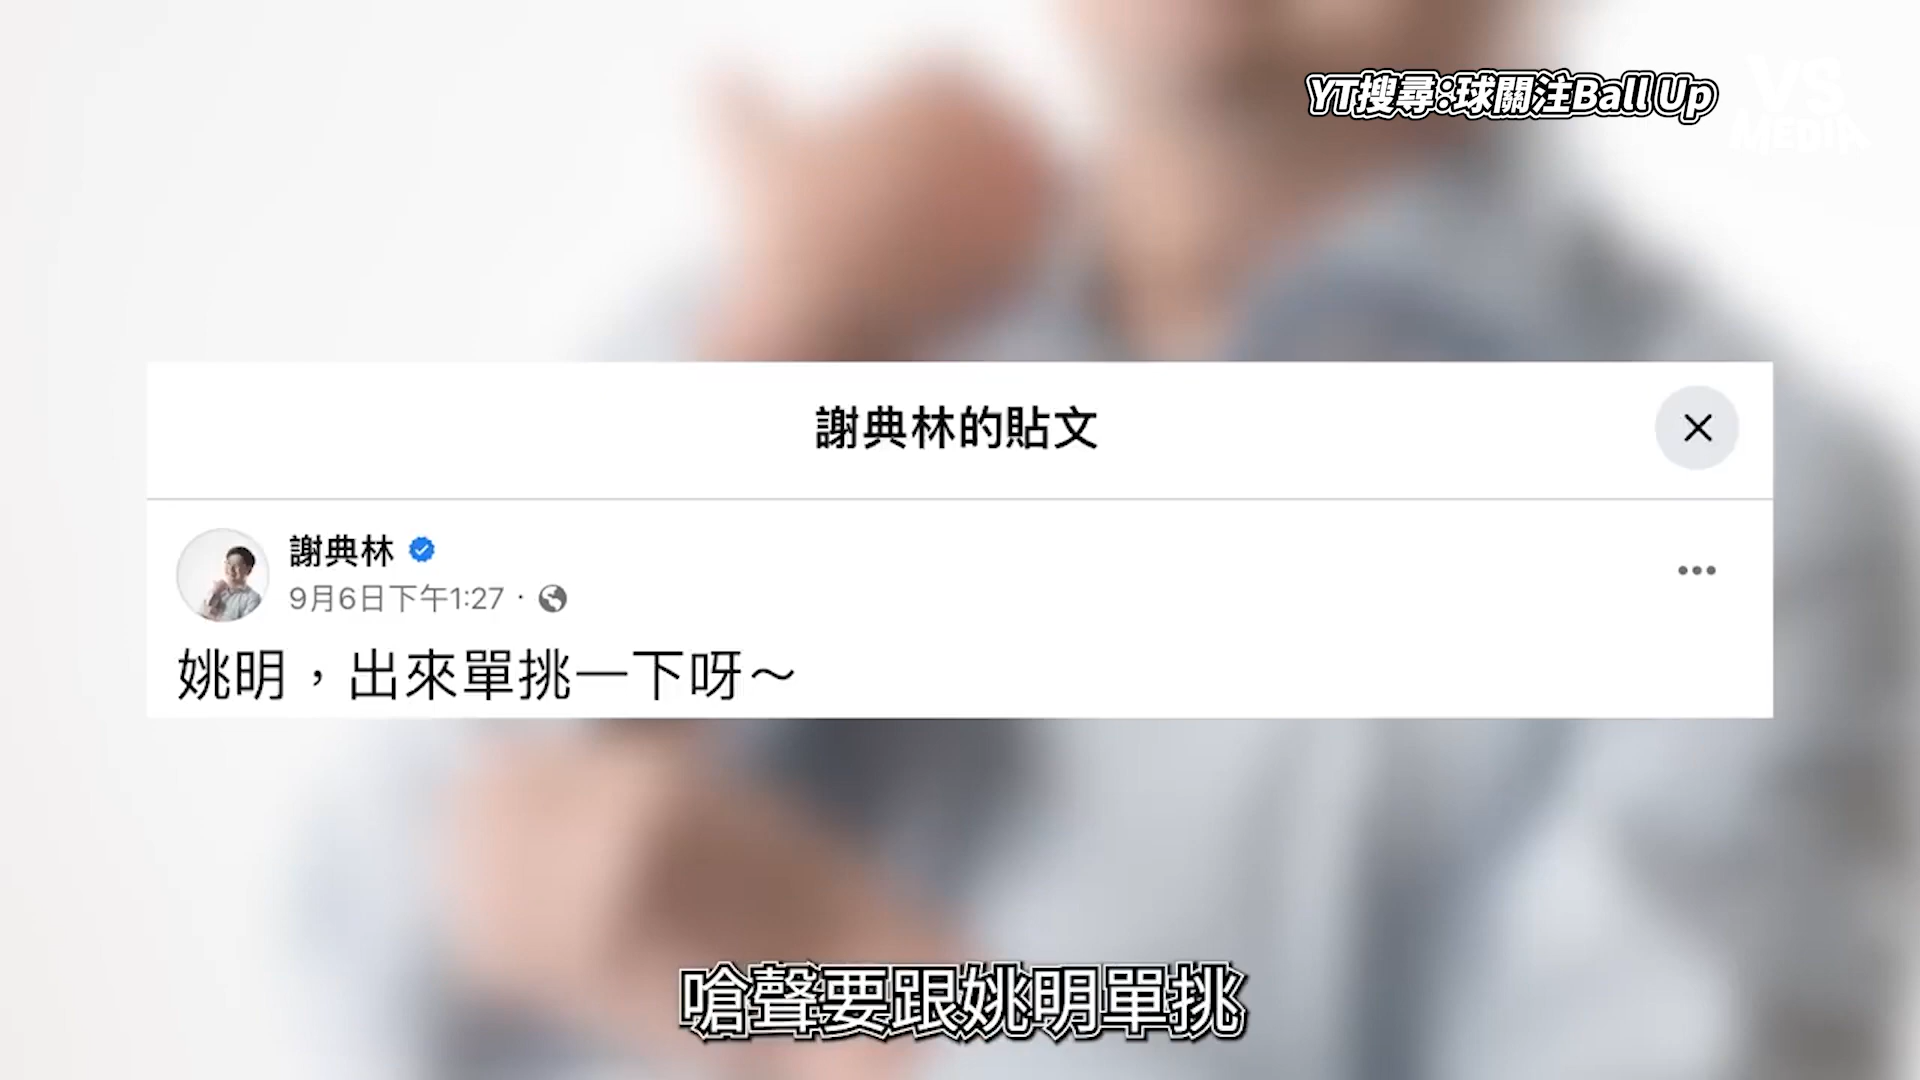 YT搜尋:球關注Ball Up
VS
MEDIA
謝典林的貼文
謝典林
9月6日下午1:27 ·
姚明，出來單挑一下呀～
嗆聲要跟姚明單挑